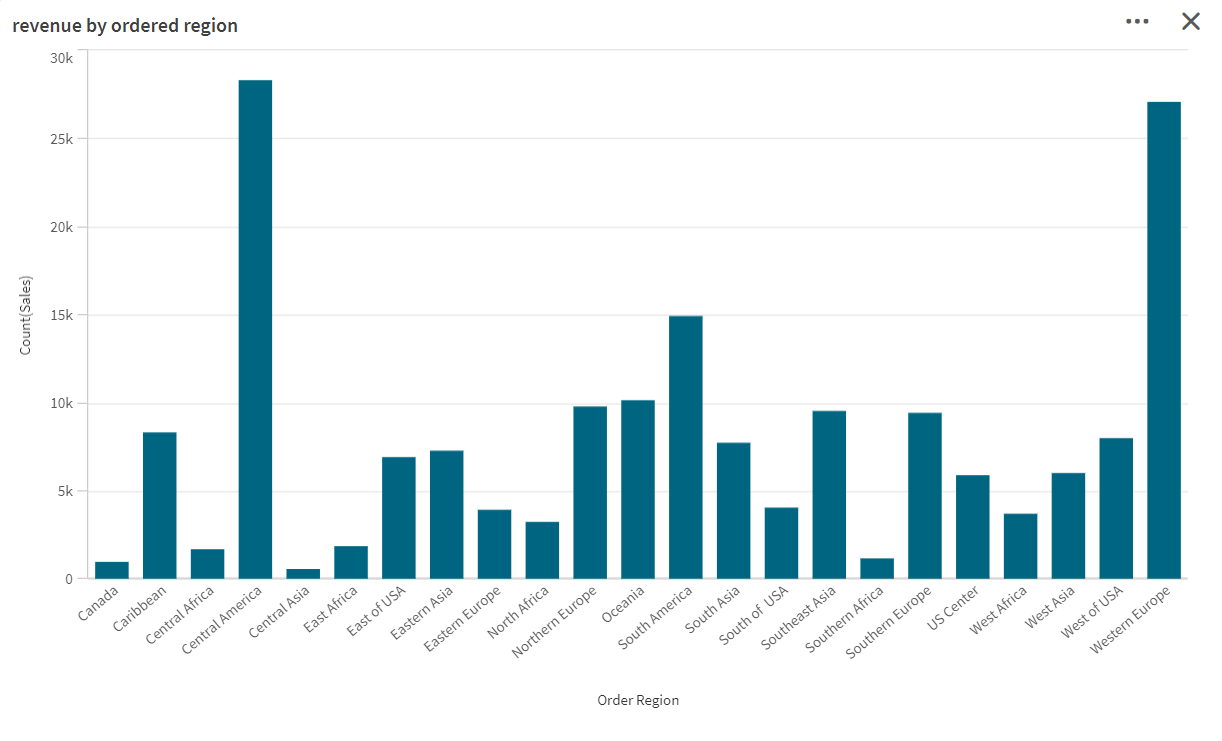 revenue by ordered region
30k
25k
20k
15k
10k
5k
0
Count(Sales)
Canada
Caribbean
Central Africa
Central America
Central Asia
East Africa
East of USA
Eastern Asia
Eastern Europe
North Africa
Northern Europe
Oceania
South America
South Asia
South of USA
Southeast Asia
Southern Africa
Southern Europe
US Center
West Africa
West Asia
West of USA
Western Europe
Order Region